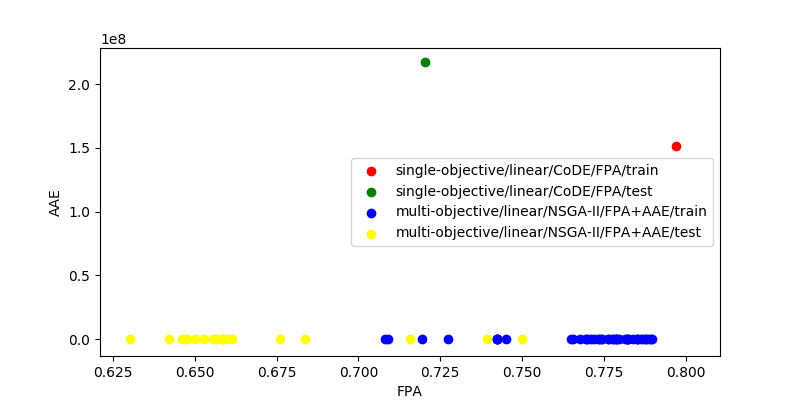 1e8
2.0
1.5
1.0
0.5
0.0
AAE
single-objective/linear/CoDE/FPA/train
single-objective/linear/CoDE/FPA/test
multi-objective/linear/NSGA-II/FPA+AAE/train
multi-objective/linear/NSGA-II/FPA+AAE/test
0.625 0.650 0.675 0.700 0.725 0.750 0.775 0.800
FPA